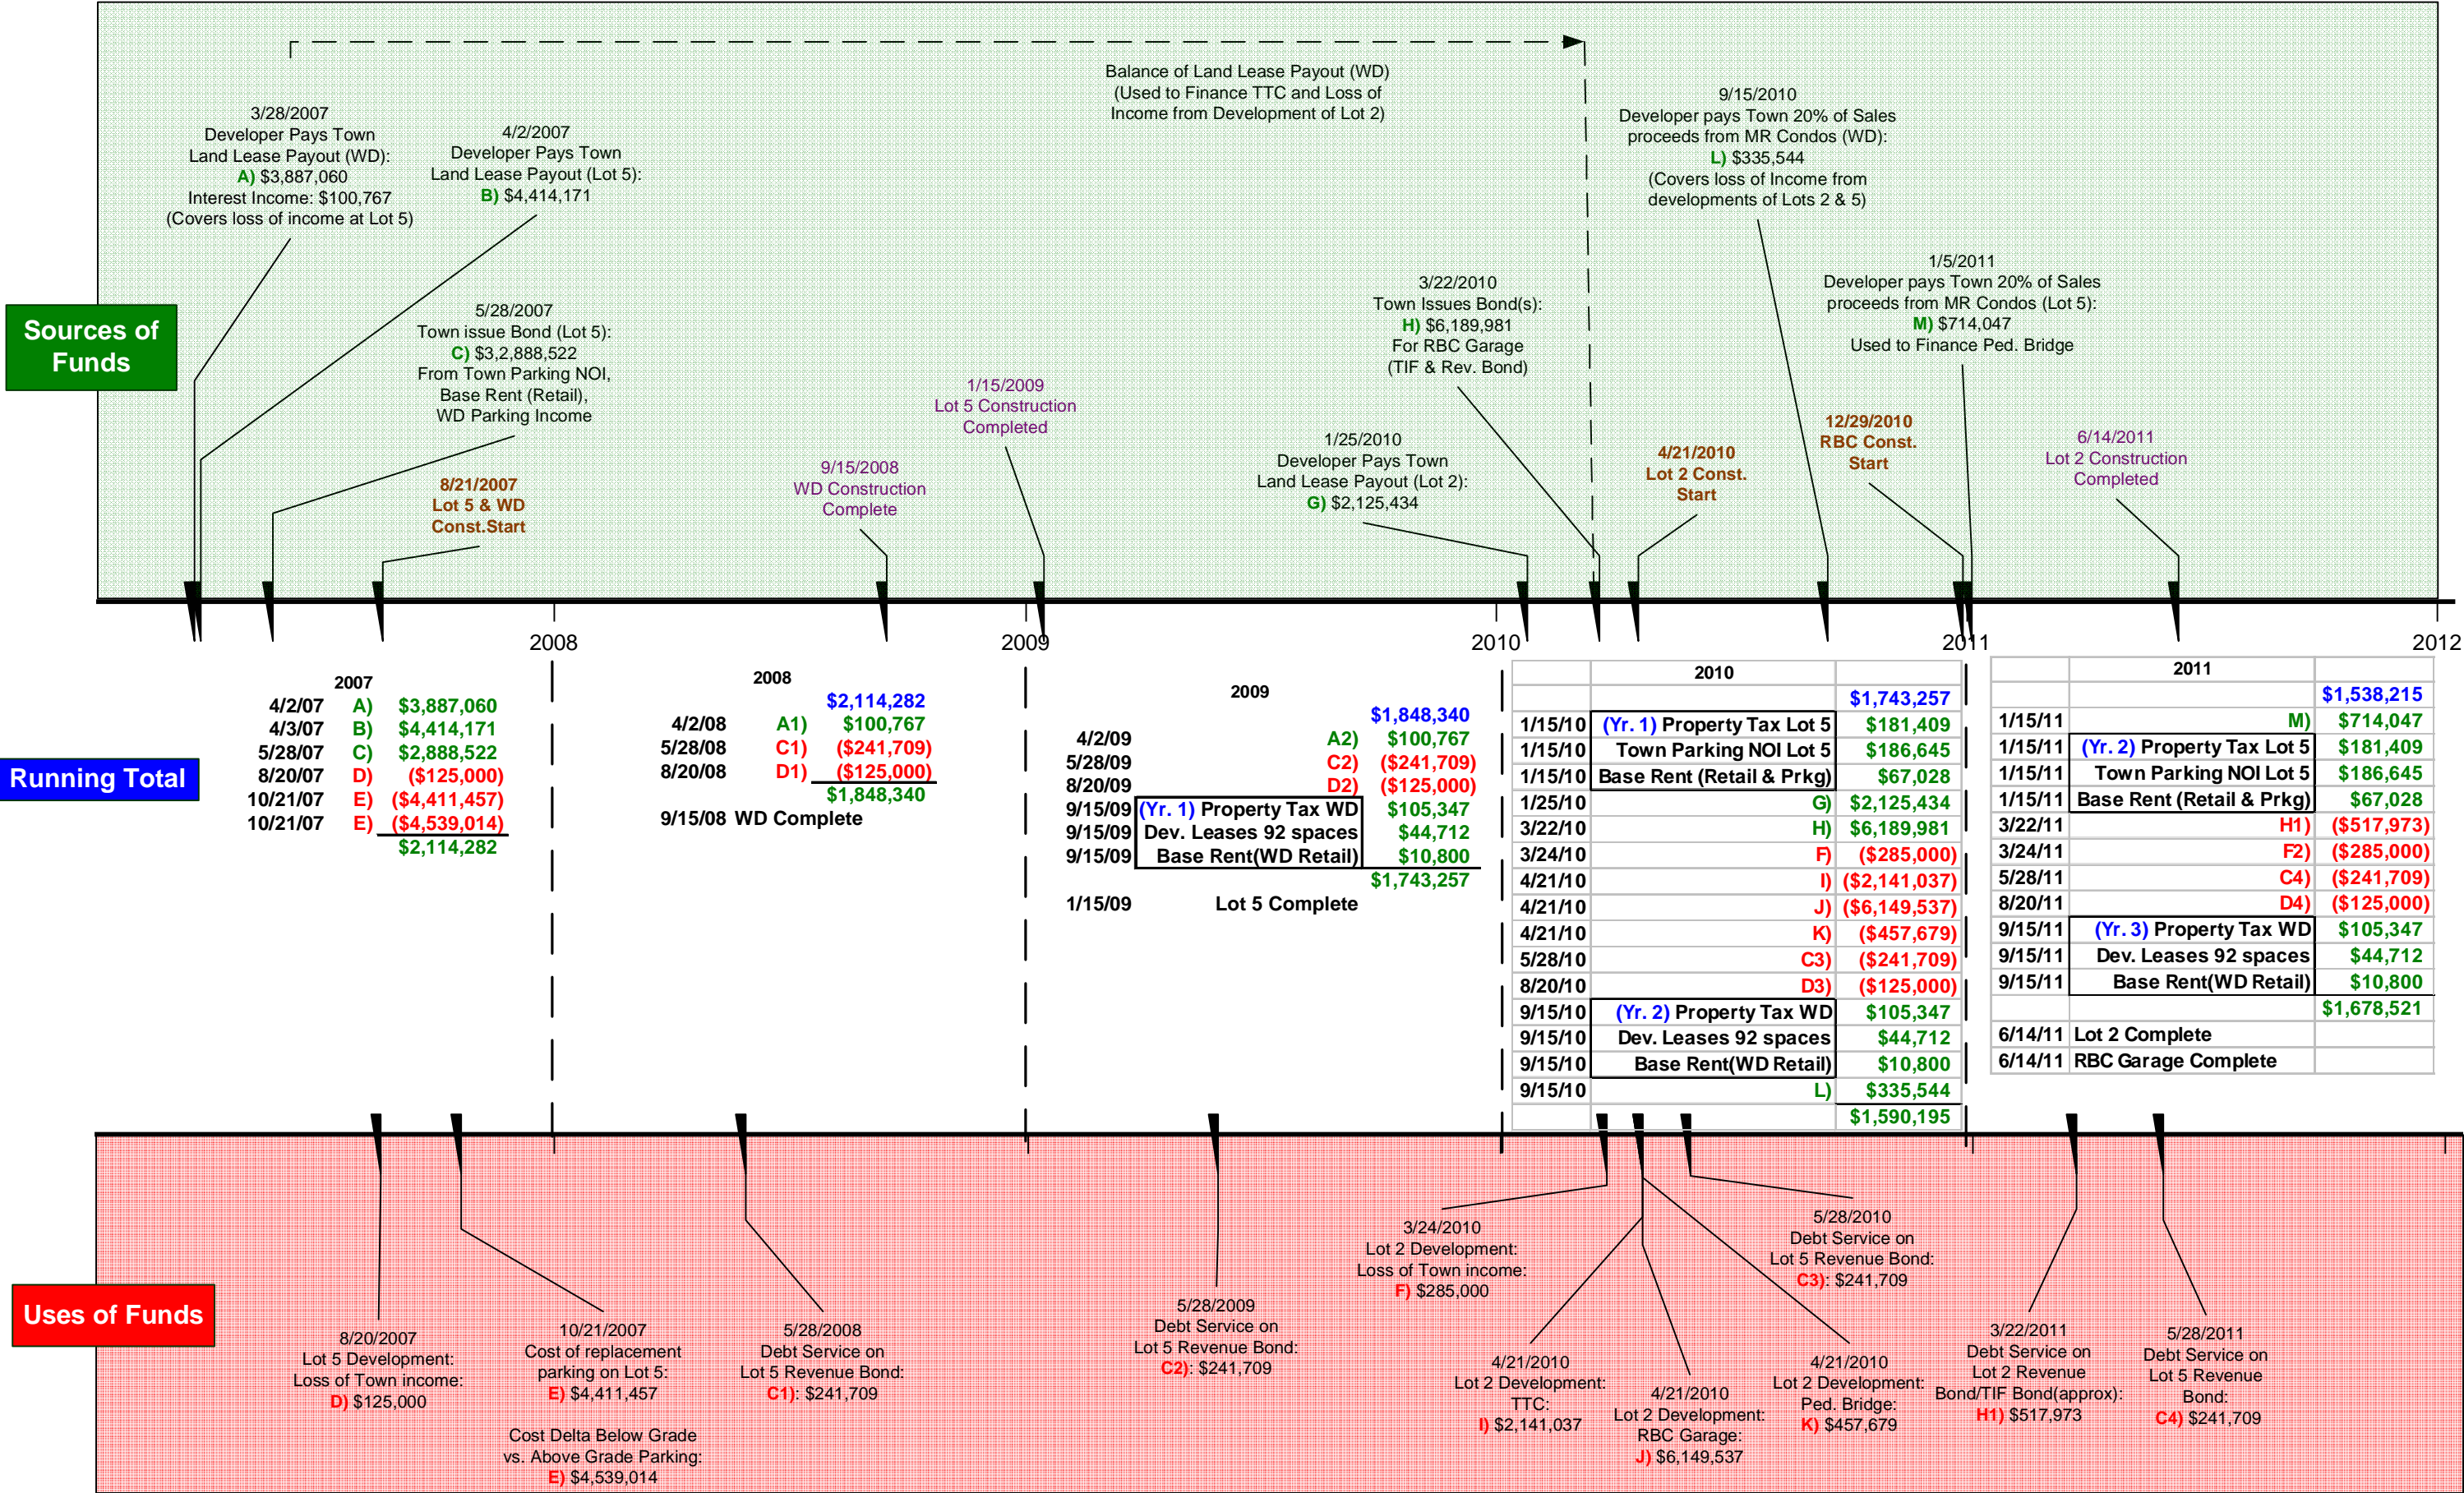 Balance of Land Lease Payout (WD)
(Used to Finance TTC and Loss of
Income from Development of Lot 2)
3/28/2007
Developer Pays Town
Land Lease Payout (WD):
A) $3,887,060
Interest Income: $100,767
(Covers loss of income at Lot 5)
4/2/2007
Developer Pays Town
Land Lease Payout (Lot 5):
B) $4,414,171
9/15/2010
Developer pays Town 20% of Sales
proceeds from MR Condos (WD):
L) $335,544
(Covers loss of Income from
developments of Lots 2 & 5)
Sources of
Funds
5/28/2007
Town issue Bond (Lot 5):
C) $3,2,888,522
From Town Parking NOI,
Base Rent (Retail),
WD Parking Income
3/22/2010
Town Issues Bond(s):
H) $6,189,981
For RBC Garage
(TIF & Rev. Bond)
1/5/2011
Developer pays Town 20% of Sales
proceeds from MR Condos (Lot 5):
M) $714,047
Used to Finance Ped. Bridge
8/21/2007
Lot 5 & WD
Const.Start
9/15/2008
WD Construction
Complete
1/15/2009
Lot 5 Construction
Completed
1/25/2010
Developer Pays Town
Land Lease Payout (Lot 2):
G) $2,125,434
4/21/2010
Lot 2 Const.
Start
12/29/2010
RBC Const.
Start
6/14/2011
Lot 2 Construction
Completed
2008
2009
2010
2011
2012
Running Total
2007
4/2/07 A) $3,887,060
4/3/07 B) $4,414,171
5/28/07 C) $2,888,522
8/20/07 D) ($125,000)
10/21/07 E) ($4,411,457)
10/21/07 E) ($4,539,014)
$2,114,282
2008
$2,114,282
4/2/08 A1) $100,767
5/28/08 C1) ($241,709)
8/20/08 D1) ($125,000)
$1,848,340
9/15/08 WD Complete
2009
$1,848,340
4/2/09 A2) $100,767
5/28/09 C2) ($241,709)
8/20/09 D2) ($125,000)
9/15/09 (Yr. 1) Property Tax WD $105,347
9/15/09 Dev. Leases 92 spaces $44,712
9/15/09 Base Rent(WD Retail) $10,800
$1,743,257
1/15/09 Lot 5 Complete
2010
$1,743,257
1/15/10 (Yr. 1) Property Tax Lot 5 $181,409
1/15/10 Town Parking NOI Lot 5 $186,645
1/15/10 Base Rent (Retail & Prkg) $67,028
1/25/10 G) $2,125,434
3/22/10 H) $6,189,981
3/24/10 F) ($285,000)
4/21/10 I) ($2,141,037)
4/21/10 J) ($6,149,537)
4/21/10 K) ($457,679)
5/28/10 C3) ($241,709)
8/20/10 D3) ($125,000)
9/15/10 (Yr. 2) Property Tax WD $105,347
9/15/10 Dev. Leases 92 spaces $44,712
9/15/10 Base Rent(WD Retail) $10,800
9/15/10 L) $335,544
$1,590,195
2011
$1,538,215
1/15/11 M) $714,047
1/15/11 (Yr. 2) Property Tax Lot 5 $181,409
1/15/11 Town Parking NOI Lot 5 $186,645
1/15/11 Base Rent (Retail & Prkg) $67,028
3/22/11 H1) ($517,973)
3/24/11 F2) ($285,000)
5/28/11 C4) ($241,709)
8/20/11 D4) ($125,000)
9/15/11 (Yr. 3) Property Tax WD $105,347
9/15/11 Dev. Leases 92 spaces $44,712
9/15/11 Base Rent(WD Retail) $10,800
$1,678,521
6/14/11 Lot 2 Complete
6/14/11 RBC Garage Complete
Uses of Funds
8/20/2007
Lot 5 Development:
Loss of Town income:
D) $125,000
10/21/2007
Cost of replacement
parking on Lot 5:
E) $4,411,457
Cost Delta Below Grade
vs. Above Grade Parking:
E) $4,539,014
5/28/2008
Debt Service on
Lot 5 Revenue Bond:
C1): $241,709
5/28/2009
Debt Service on
Lot 5 Revenue Bond:
C2): $241,709
3/24/2010
Lot 2 Development:
Loss of Town income:
F) $285,000
4/21/2010
Lot 2 Development:
TTC:
I) $2,141,037
4/21/2010
Lot 2 Development:
RBC Garage:
J) $6,149,537
5/28/2010
Debt Service on
Lot 5 Revenue Bond:
C3): $241,709
4/21/2010
Lot 2 Development:
Ped. Bridge:
K) $457,679
3/22/2011
Debt Service on
Lot 2 Revenue
Bond/TIF Bond(approx):
H1) $517,973
5/28/2011
Debt Service on
Lot 5 Revenue
Bond:
C4) $241,709